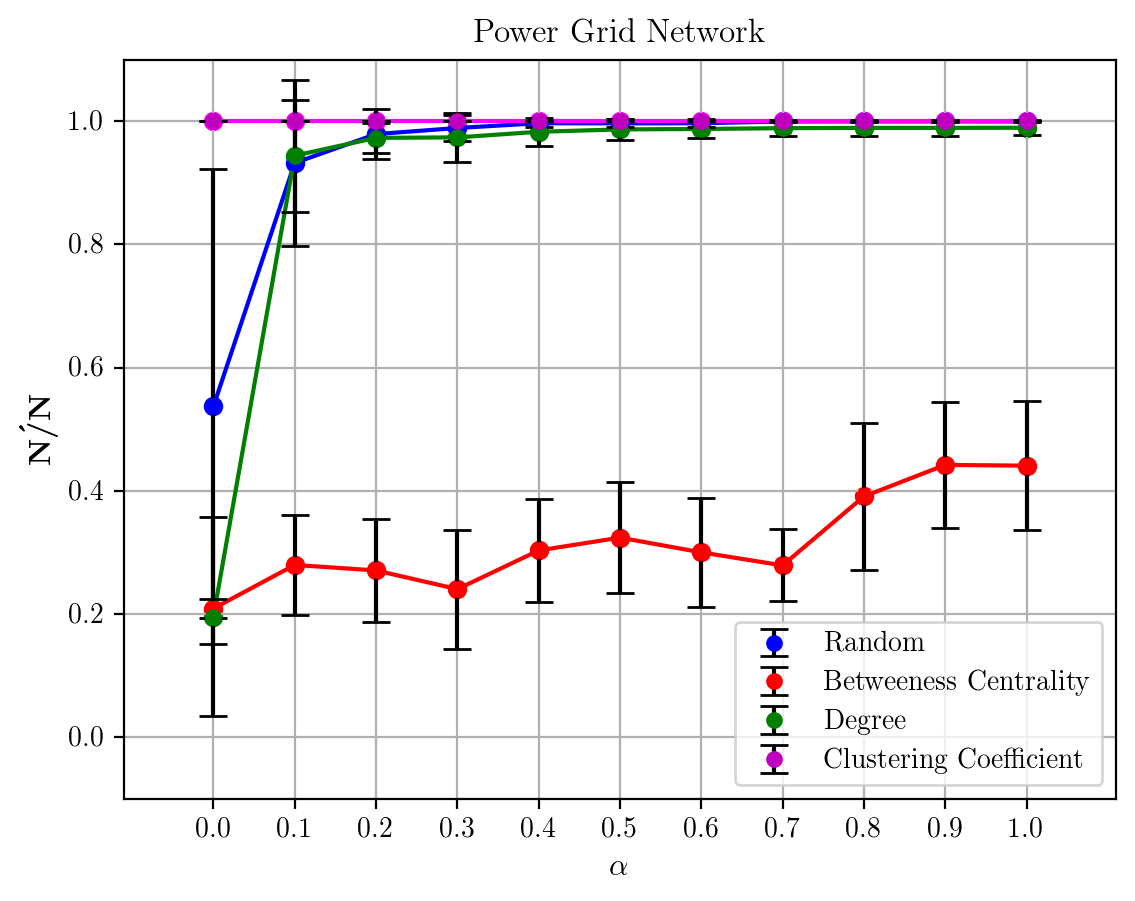 Power Grid Network
1.0
0.8
0.6
0.4
0.2
0.0
N´/N
Random
Betweeness Centrality
Degree
Clustering Coefficient
0.0 0.1 0.2 0.3 0.4 0.5 0.6 0.7 0.8 0.9 1.0
α